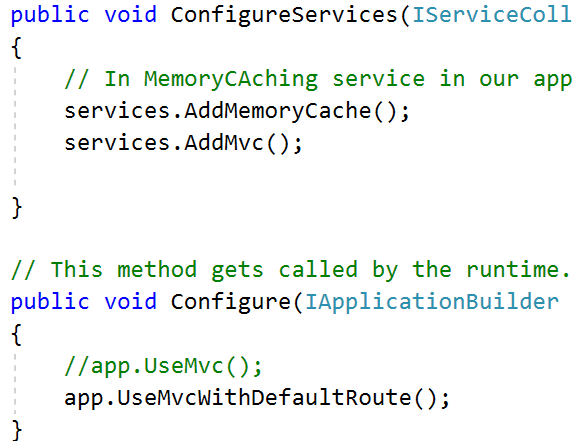 public void ConfigureServices(IServiceColl
{
// In MemoryCAching service in our app
services.AddMemoryCache();
services.AddMvc();
}
// This method gets called by the runtime.
public void Configure(IApplicationBuilder
{
//app.UseMvc();
app.UseMvcWithDefaultRoute();
}